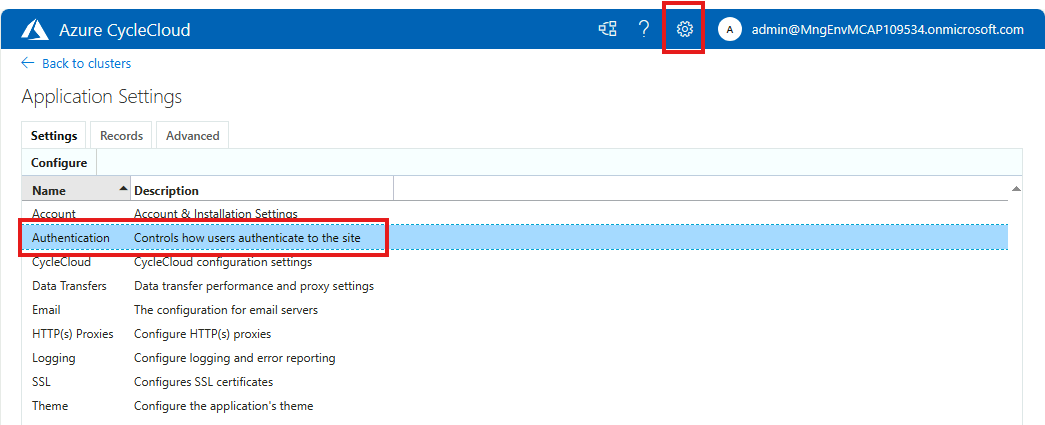 Azure CycleCloud ? A admin@MngEnvMCAP109534.onmicrosoft.com
Back to clusters
Application Settings
Settings Records Advanced
Configure
Name Description
Account Account & Installation Settings
Authentication Controls how users authenticate to the site
CycleCloud CycleCloud configuration settings
Data Transfers Data transfer performance and proxy settings
Email The configuration for email servers
HTTP(s) Proxies Configure HTTP(s) proxies
Logging Configure logging and error reporting
SSL Configures SSL certificates
Theme Configure the application's theme